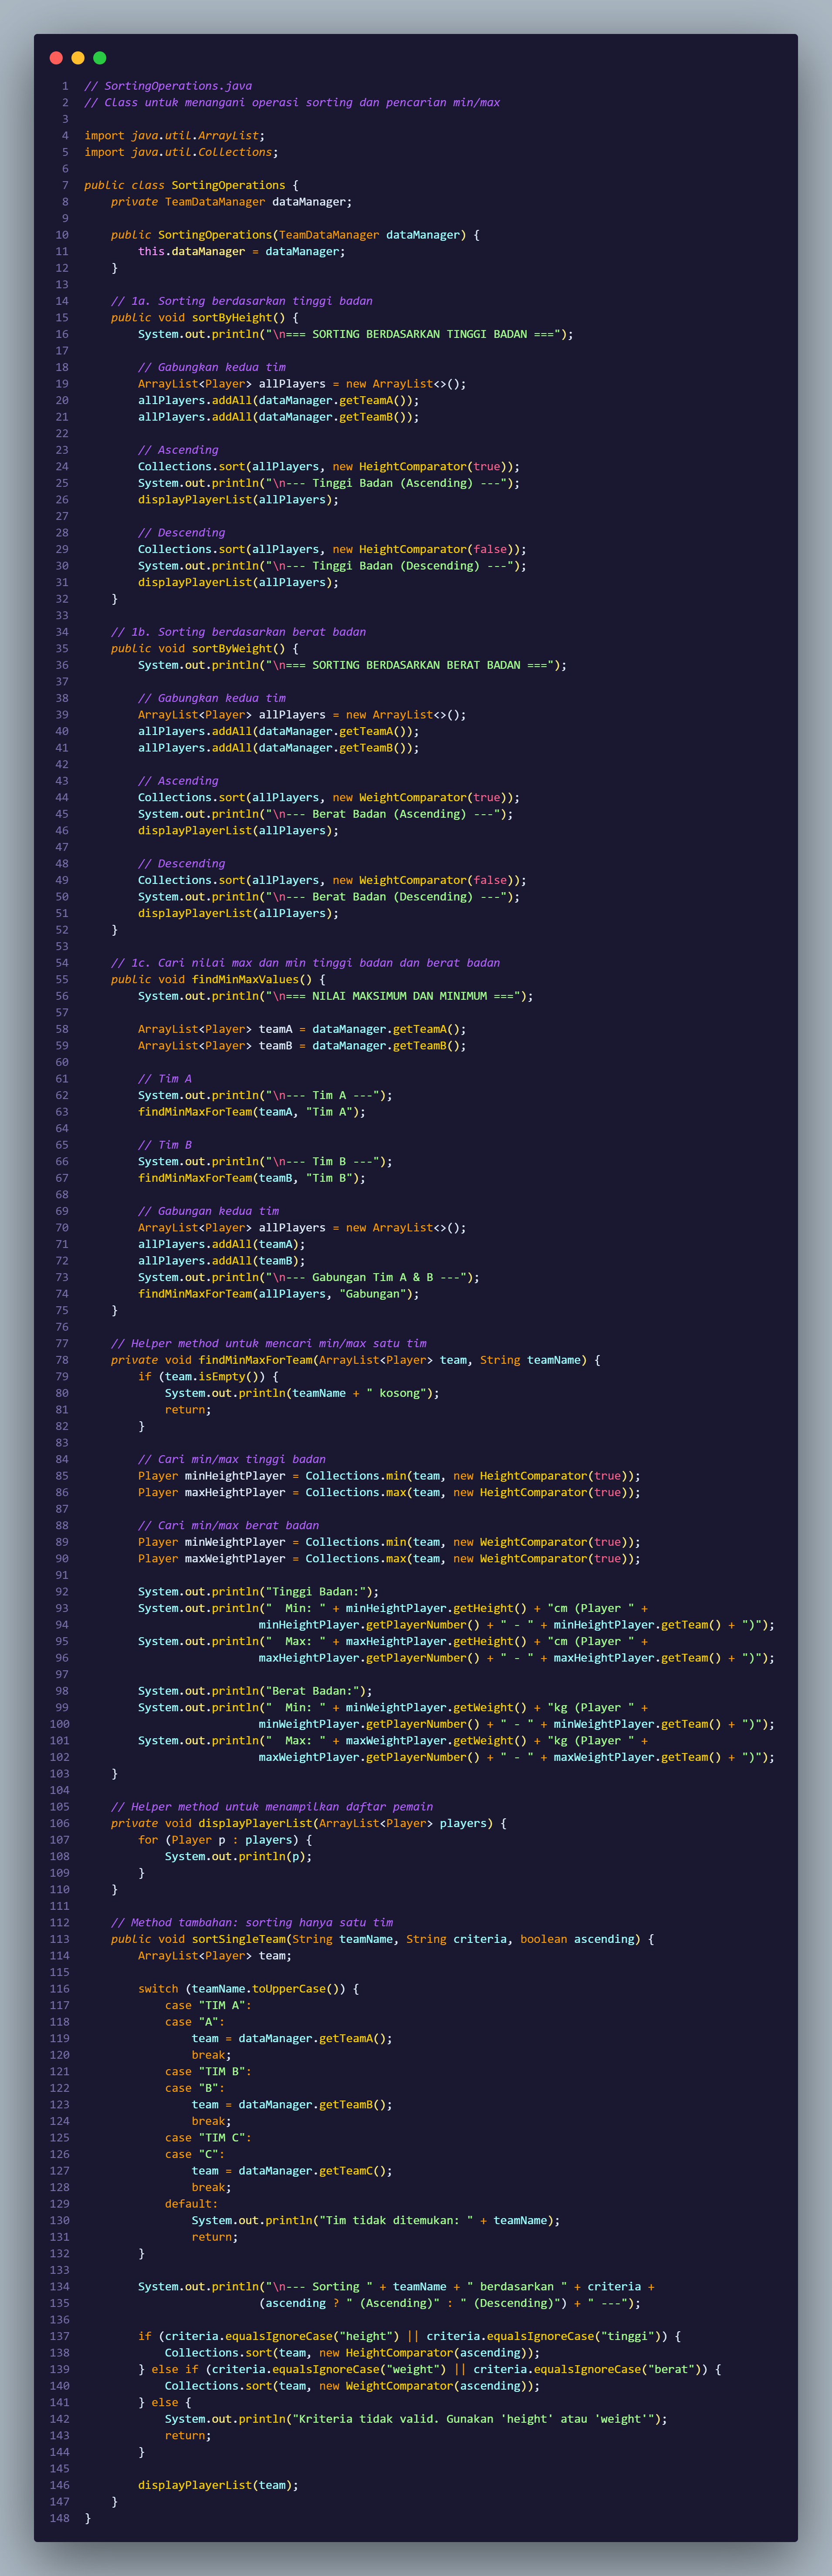 1 // SortingOperations.java
2 // Class untuk menangani operasi sorting dan pencarian min/max
3
4 import java.util.ArrayList;
5 import java.util.Collections;
6
7 public class SortingOperations {
8     private TeamDataManager dataManager;
9
10     public SortingOperations(TeamDataManager dataManager) {
11         this.dataManager = dataManager;
12     }
13
14     // 1a. Sorting berdasarkan tinggi badan
15     public void sortByHeight() {
16         System.out.println("\n=== SORTING BERDASARKAN TINGGI BADAN ===");
17
18         // Gabungkan kedua tim
19         ArrayList<Player> allPlayers = new ArrayList<>();
20         allPlayers.addAll(dataManager.getTeamA());
21         allPlayers.addAll(dataManager.getTeamB());
22
23         // Ascending
24         Collections.sort(allPlayers, new HeightComparator(true));
25         System.out.println("\n--- Tinggi Badan (Ascending) ---");
26         displayPlayerList(allPlayers);
27
28         // Descending
29         Collections.sort(allPlayers, new HeightComparator(false));
30         System.out.println("\n--- Tinggi Badan (Descending) ---");
31         displayPlayerList(allPlayers);
32     }
33
34     // 1b. Sorting berdasarkan berat badan
35     public void sortByWeight() {
36         System.out.println("\n=== SORTING BERDASARKAN BERAT BADAN ===");
37
38         // Gabungkan kedua tim
39         ArrayList<Player> allPlayers = new ArrayList<>();
40         allPlayers.addAll(dataManager.getTeamA());
41         allPlayers.addAll(dataManager.getTeamB());
42
43         // Ascending
44         Collections.sort(allPlayers, new WeightComparator(true));
45         System.out.println("\n--- Berat Badan (Ascending) ---");
46         displayPlayerList(allPlayers);
47
48         // Descending
49         Collections.sort(allPlayers, new WeightComparator(false));
50         System.out.println("\n--- Berat Badan (Descending) ---");
51         displayPlayerList(allPlayers);
52     }
53
54     // 1c. Cari nilai max dan min tinggi badan dan berat badan
55     public void findMinMaxValues() {
56         System.out.println("\n=== NILAI MAKSIMUM DAN MINIMUM ===");
57
58         ArrayList<Player> teamA = dataManager.getTeamA();
59         ArrayList<Player> teamB = dataManager.getTeamB();
60
61         // Tim A
62         System.out.println("\n--- Tim A ---");
63         findMinMaxForTeam(teamA, "Tim A");
64
65         // Tim B
66         System.out.println("\n--- Tim B ---");
67         findMinMaxForTeam(teamB, "Tim B");
68
69         // Gabungan kedua tim
70         ArrayList<Player> allPlayers = new ArrayList<>();
71         allPlayers.addAll(teamA);
72         allPlayers.addAll(teamB);
73         System.out.println("\n--- Gabungan Tim A & B ---");
74         findMinMaxForTeam(allPlayers, "Gabungan");
75     }
76
77     // Helper method untuk mencari min/max satu tim
78     private void findMinMaxForTeam(ArrayList<Player> team, String teamName) {
79         if (team.isEmpty()) {
80             System.out.println(teamName + " kosong");
81             return;
82         }
83
84         // Cari min/max tinggi badan
85         Player minHeightPlayer = Collections.min(team, new HeightComparator(true));
86         Player maxHeightPlayer = Collections.max(team, new HeightComparator(true));
87
88         // Cari min/max berat badan
89         Player minWeightPlayer = Collections.min(team, new WeightComparator(true));
90         Player maxWeightPlayer = Collections.max(team, new WeightComparator(true));
91
92         System.out.println("Tinggi Badan:");
93         System.out.println("  Min: " + minHeightPlayer.getHeight() + "cm (Player " +
94                           minHeightPlayer.getPlayerNumber() + " - " + minHeightPlayer.getTeam() + ")");
95         System.out.println("  Max: " + maxHeightPlayer.getHeight() + "cm (Player " +
96                           maxHeightPlayer.getPlayerNumber() + " - " + maxHeightPlayer.getTeam() + ")");
97
98         System.out.println("Berat Badan:");
99         System.out.println("  Min: " + minWeightPlayer.getWeight() + "kg (Player " +
100                           minWeightPlayer.getPlayerNumber() + " - " + minWeightPlayer.getTeam() + ")");
101         System.out.println("  Max: " + maxWeightPlayer.getWeight() + "kg (Player " +
102                           maxWeightPlayer.getPlayerNumber() + " - " + maxWeightPlayer.getTeam() + ")");
103     }
104
105     // Helper method untuk menampilkan daftar pemain
106     private void displayPlayerList(ArrayList<Player> players) {
107         for (Player p : players) {
108             System.out.println(p);
109         }
110     }
111
112     // Method tambahan: sorting hanya satu tim
113     public void sortSingleTeam(String teamName, String criteria, boolean ascending) {
114         ArrayList<Player> team;
115
116         switch (teamName.toUpperCase()) {
117             case "TIM A":
118             case "A":
119                 team = dataManager.getTeamA();
120                 break;
121             case "TIM B":
122             case "B":
123                 team = dataManager.getTeamB();
124                 break;
125             case "TIM C":
126             case "C":
127                 team = dataManager.getTeamC();
128                 break;
129             default:
130                 System.out.println("Tim tidak ditemukan: " + teamName);
131                 return;
132         }
133
134         System.out.println("\n--- Sorting " + teamName + " berdasarkan " + criteria +
135                           (ascending ? " (Ascending)" : " (Descending)") + " ---");
136
137         if (criteria.equalsIgnoreCase("height") || criteria.equalsIgnoreCase("tinggi")) {
138             Collections.sort(team, new HeightComparator(ascending));
139         } else if (criteria.equalsIgnoreCase("weight") || criteria.equalsIgnoreCase("berat")) {
140             Collections.sort(team, new WeightComparator(ascending));
141         } else {
142             System.out.println("Kriteria tidak valid. Gunakan 'height' atau 'weight'");
143             return;
144         }
145
146         displayPlayerList(team);
147     }
148 }